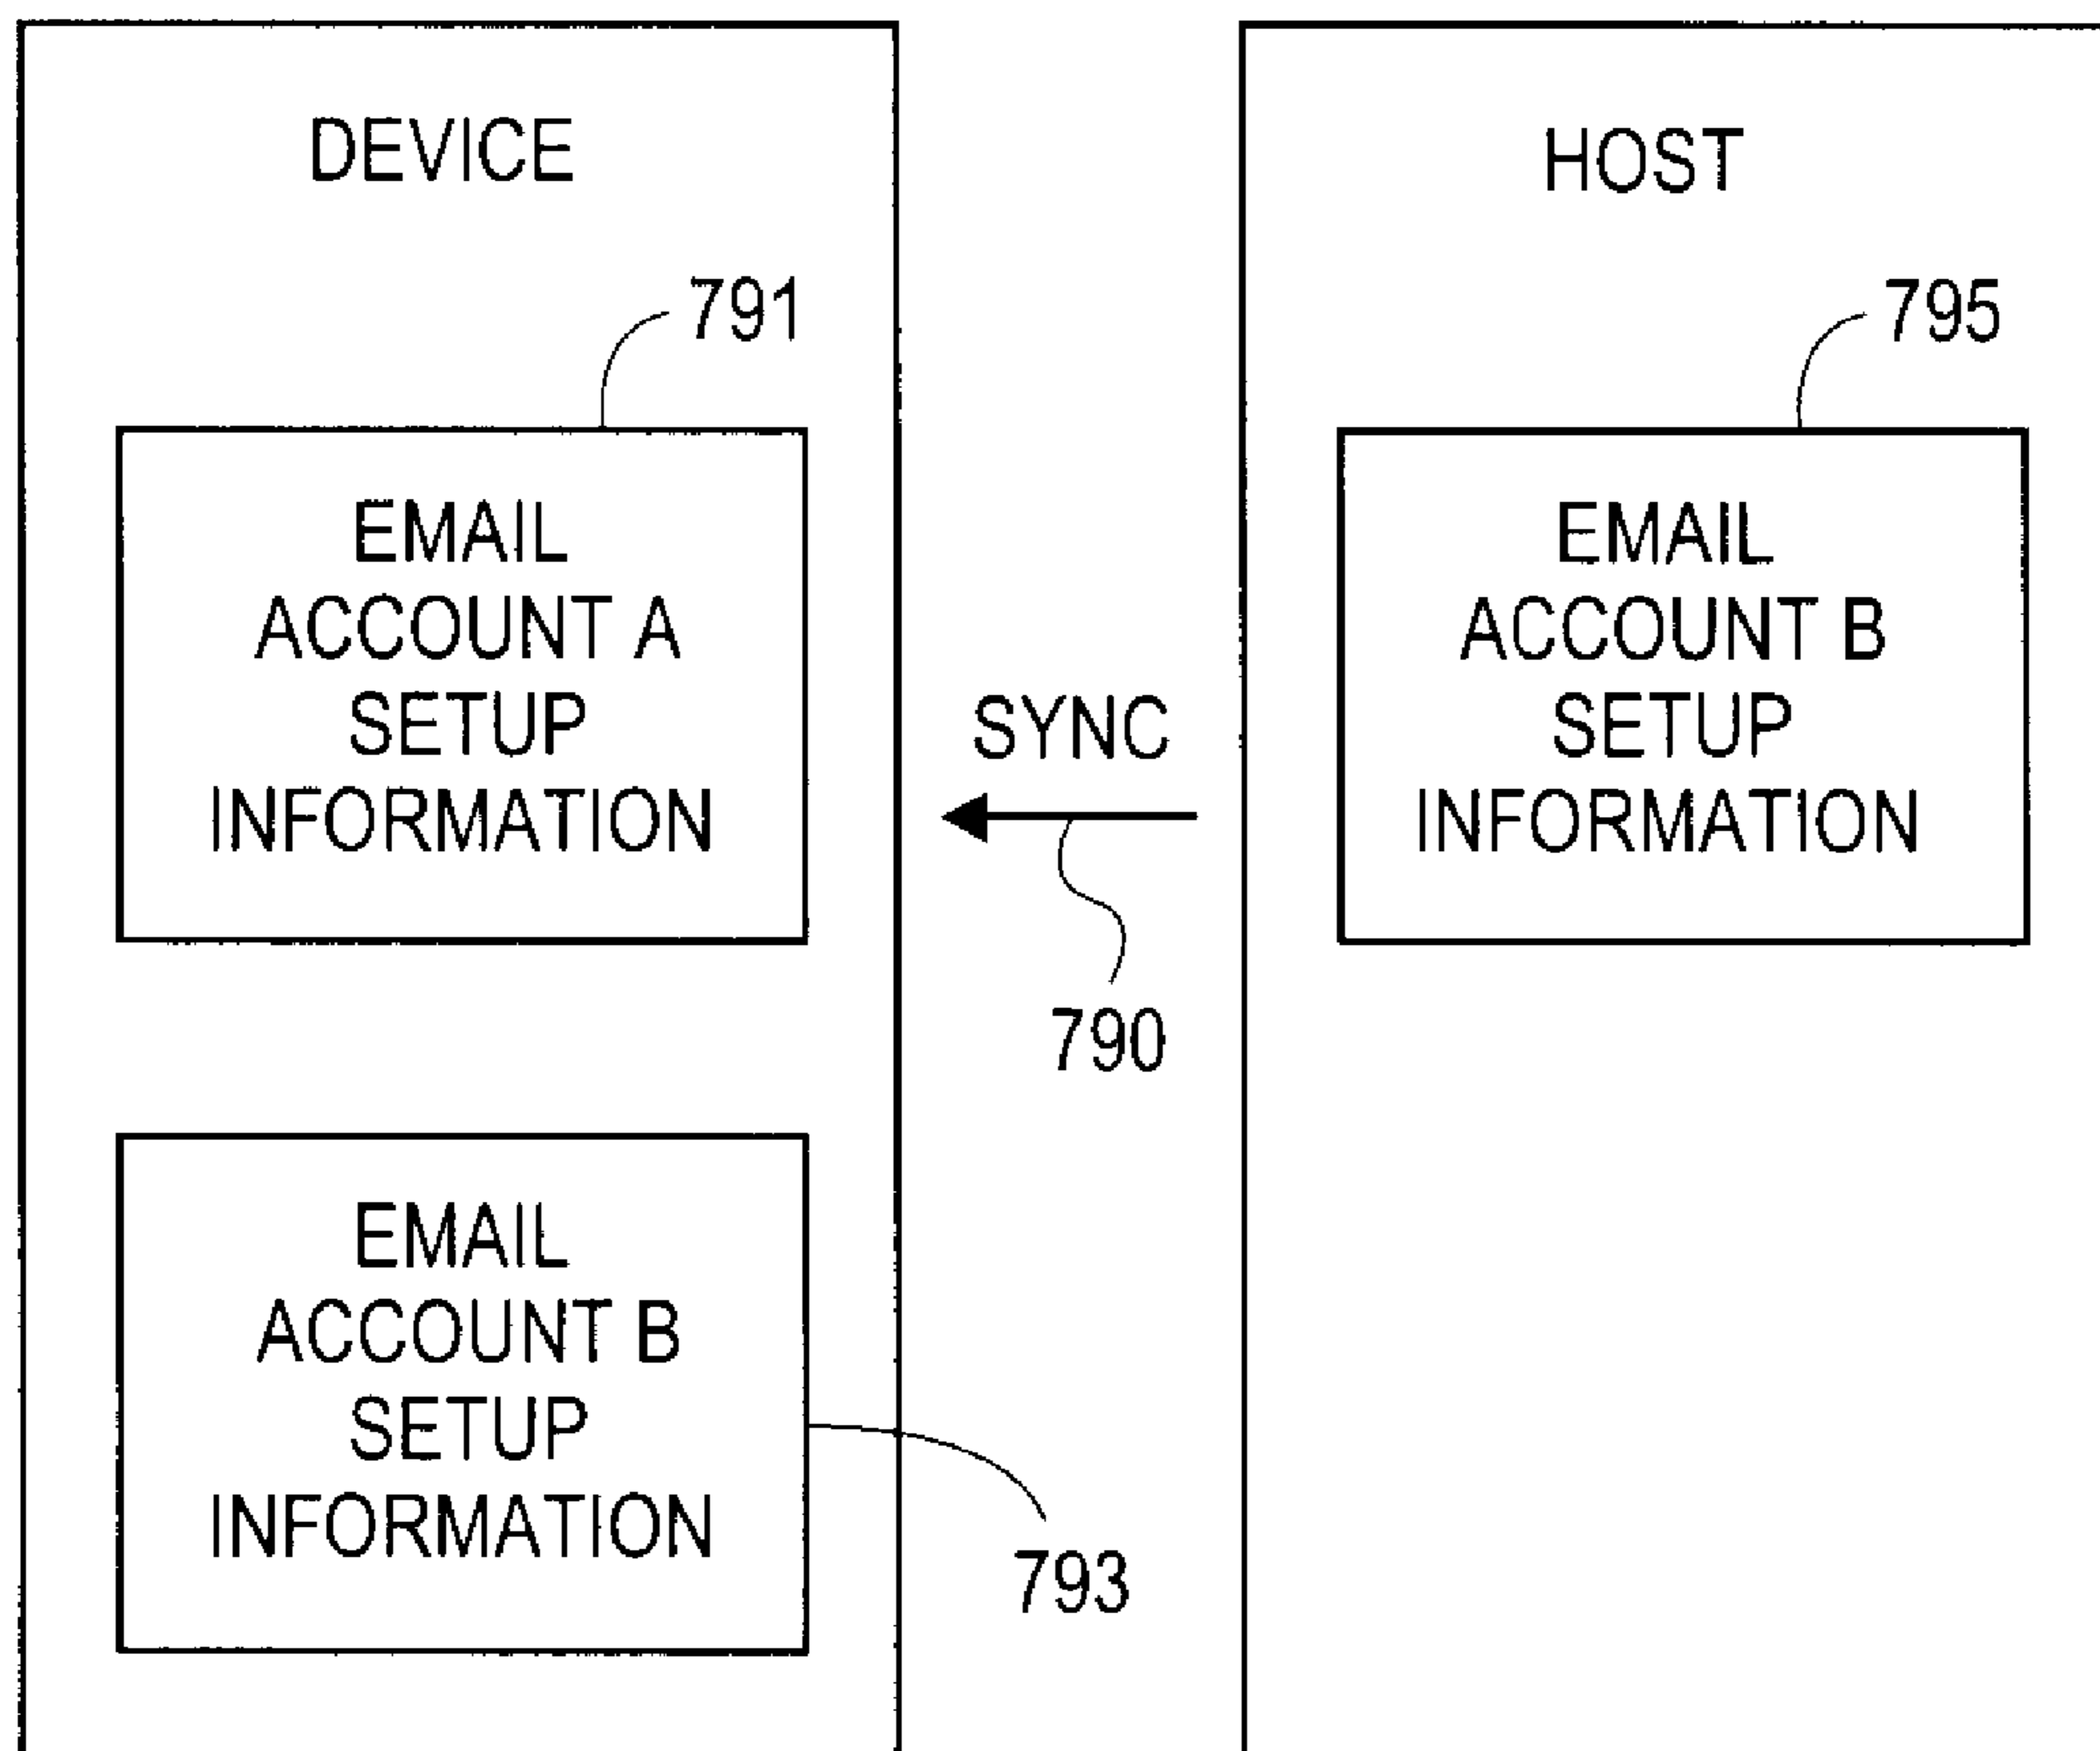 DEVICE
791
EMAIL
ACCOUNT A
SETUP
INFORMATION
EMAIL
ACCOUNT B
SETUP
INFORMATION
793
SYNC
790
HOST
795
EMAIL
ACCOUNT B
SETUP
INFORMATION